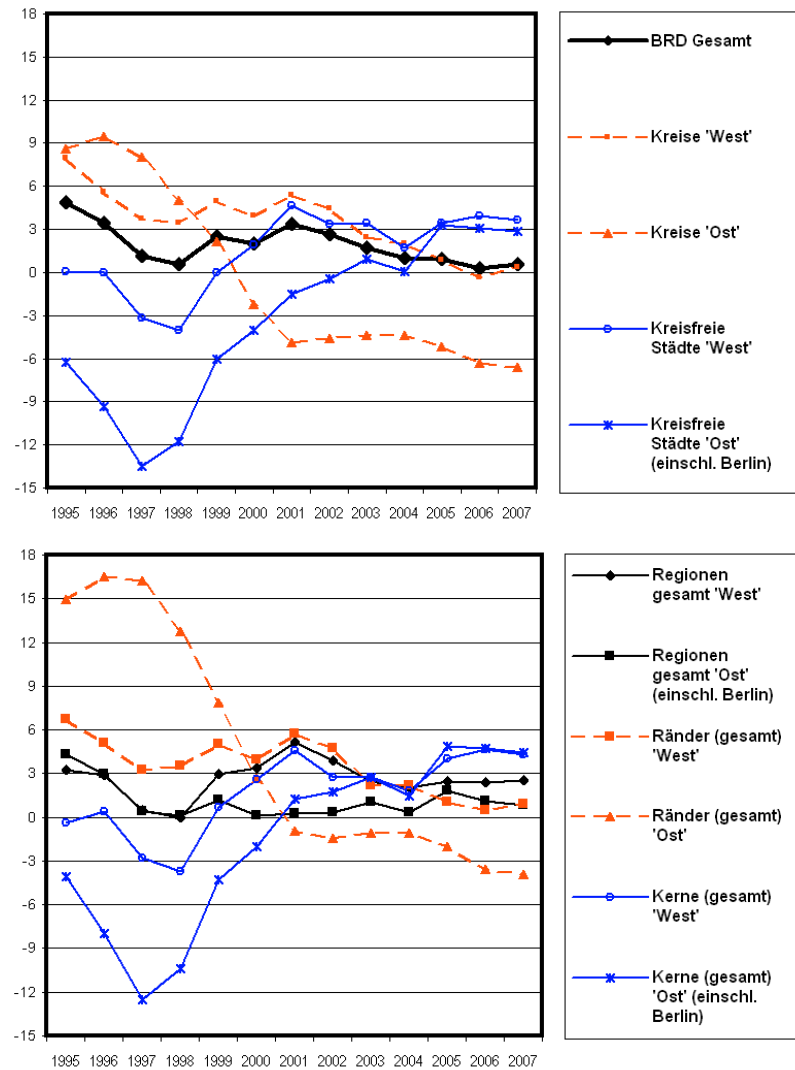 18
15
12
9
6
3
0
-3
-6
-9
-12
-15
1995 1996 1997 1998 1999 2000 2001 2002 2003 2004 2005 2006 2007
BRD Gesamt
Kreise 'West'
Kreise 'Ost'
Kreisfreie
Städte 'West'
Kreisfreie
Städte 'Ost'
(einschl. Berlin)
18
15
12
9
6
3
0
-3
-6
-9
-12
-15
1995 1996 1997 1998 1999 2000 2001 2002 2003 2004 2005 2006 2007
Regionen
gesamt 'West'
Regionen
gesamt 'Ost'
(einschl. Berlin)
Ränder (gesamt)
'West'
Ränder (gesamt)
'Ost'
Kerne (gesamt)
'West'
Kerne (gesamt)
'Ost' (einschl.
Berlin)